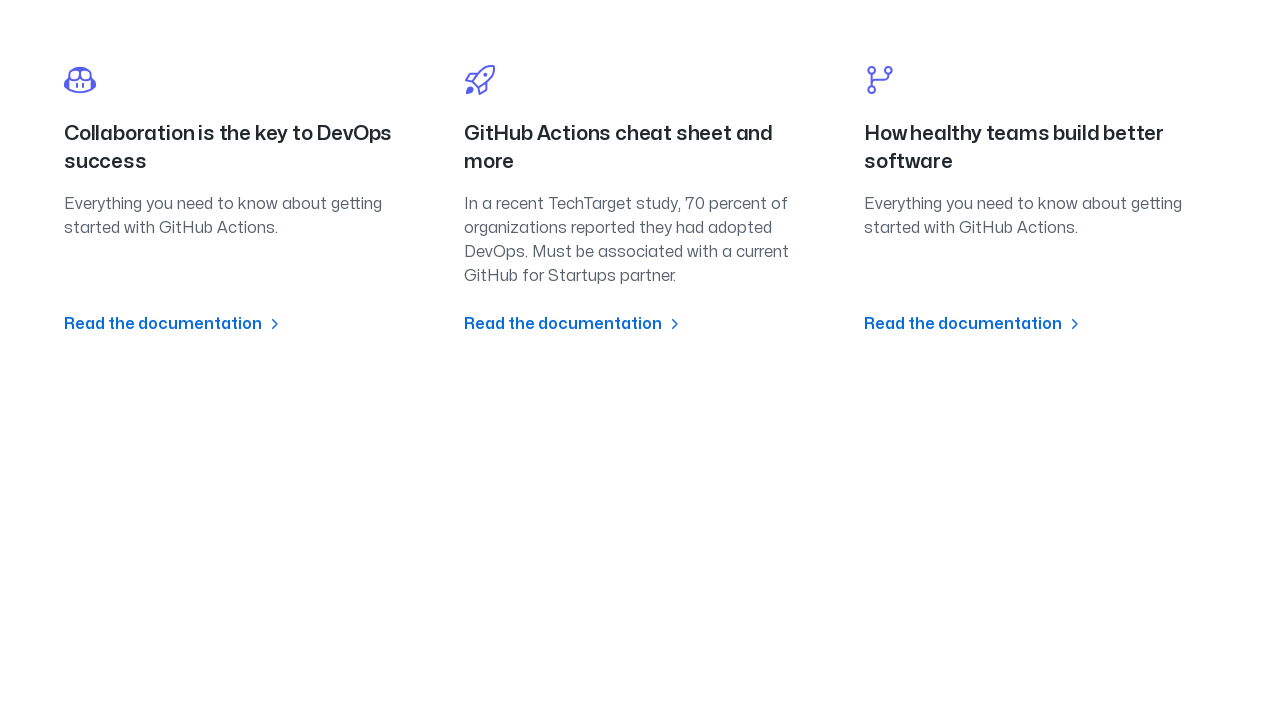 Collaboration is the key to DevOps
success
Everything you need to know about getting
started with GitHub Actions.
Read the documentation
GitHub Actions cheat sheet and
more
In a recent TechTarget study, 70 percent of
organizations reported they had adopted
DevOps. Must be associated with a current
GitHub for Startups partner.
Read the documentation
How healthy teams build better
software
Everything you need to know about getting
started with GitHub Actions.
Read the documentation